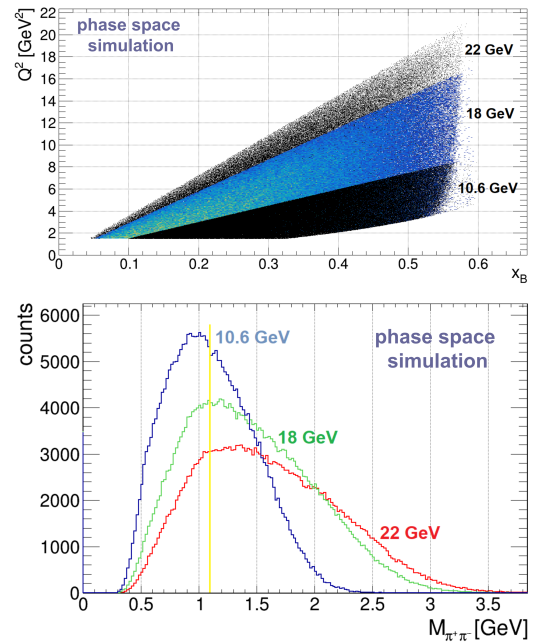 phase space
simulation
Q² [GeV²]
22
20
18
16
14
12
10
8
6
4
2
0
22 GeV
18 GeV
10.6 GeV
0 0.1 0.2 0.3 0.4 0.5 0.6
x_B
counts
6000
5000
4000
3000
2000
1000
0
10.6 GeV
phase space
simulation
18 GeV
22 GeV
0 0.5 1 1.5 2 2.5 3 3.5
M_π⁺π⁻ [GeV]